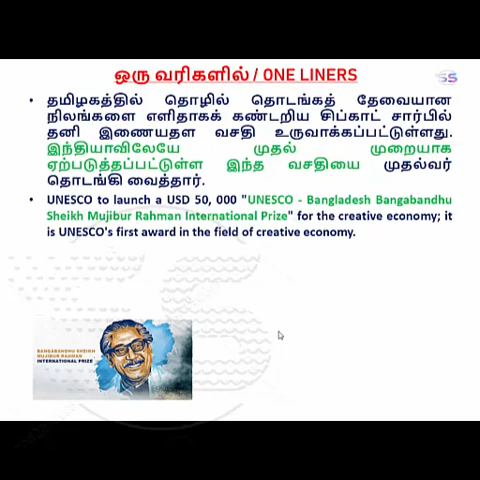 ஒரு வரிகளில் / ONE LINERS
• தமிழகத்தில் தொழில் தொடங்கத் தேவையான
நிலங்களை எளிதாகக் கண்டறிய சிப்காட் சார்பில்
தனி இணையதள வசதி உருவாக்கப்பட்டுள்ளது.
இந்தியாவிலேயே முதல் முறையாக
ஏற்படுத்தப்பட்டுள்ள இந்த வசதியை முதல்வர்
தொடங்கி வைத்தார்.
• UNESCO to launch a USD 50, 000 "UNESCO - Bangladesh Bangabandhu
Sheikh Mujibur Rahman International Prize" for the creative economy; it
is UNESCO's first award in the field of creative economy.
BANGABANDHU SHEIKH
MUJIBUR RAHMAN
INTERNATIONAL PRIZE